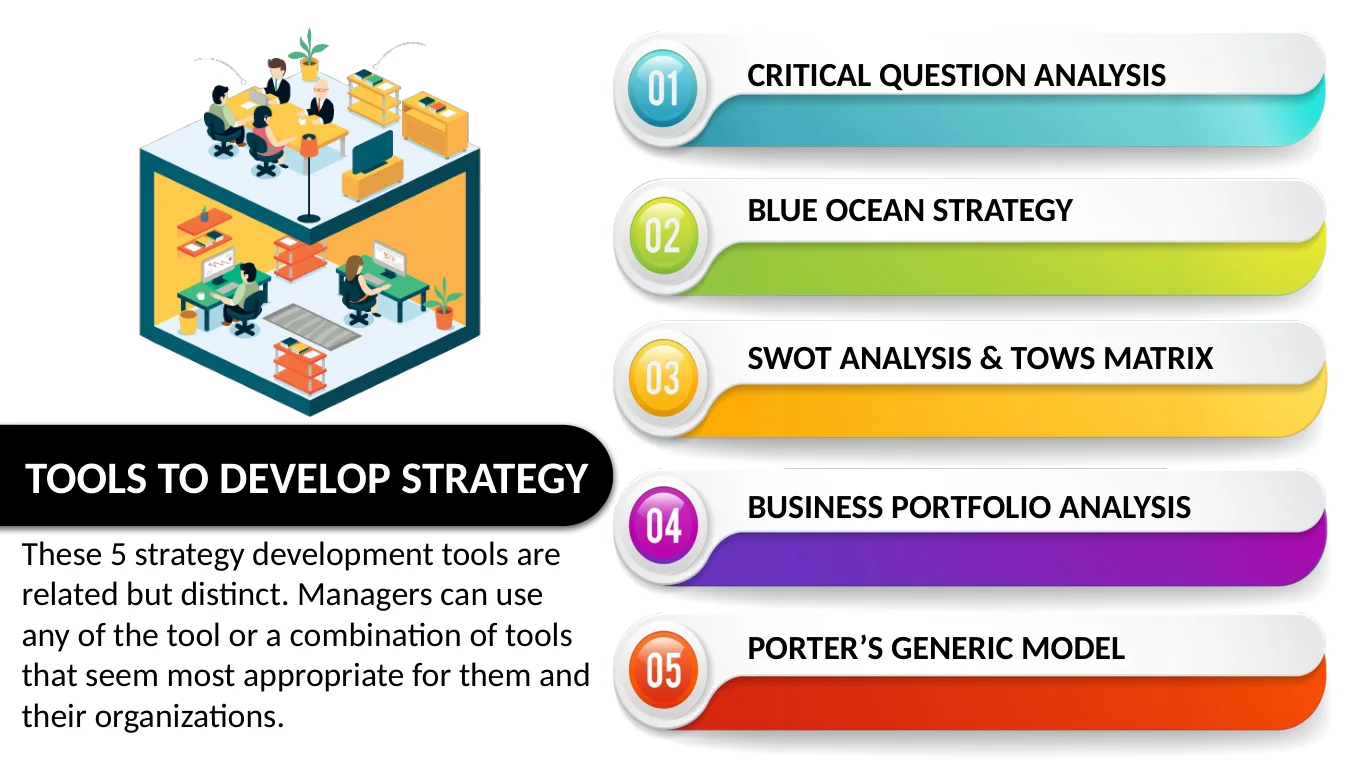 TOOLS TO DEVELOP STRATEGY
These 5 strategy development tools are
related but distinct. Managers can use
any of the tool or a combination of tools
that seem most appropriate for them and
their organizations.
01
CRITICAL QUESTION ANALYSIS
02
BLUE OCEAN STRATEGY
03
SWOT ANALYSIS & TOWS MATRIX
04
BUSINESS PORTFOLIO ANALYSIS
05
PORTER’S GENERIC MODEL